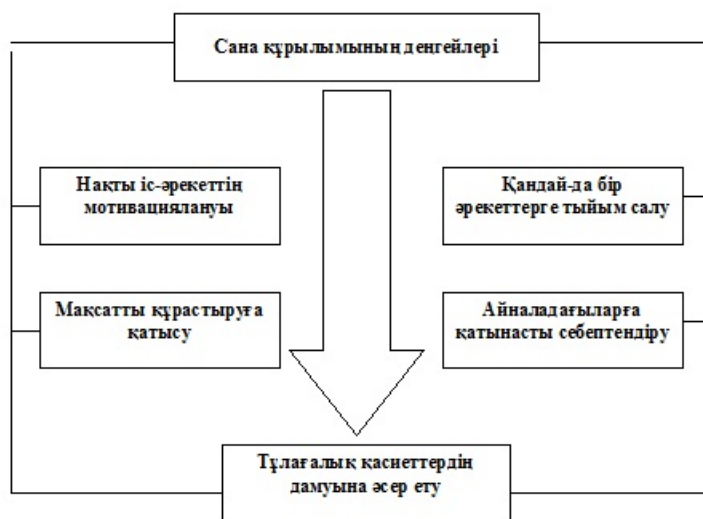 Сана құрылымының деңгейлері
Нақты іс-әрекеттің
мотивациялануы
Қандай-да бір
әрекеттерге тыйым салу
Мақсатты құрастыруға
қатысу
Айналадағыларға
қатынасты себептендіру
Тұлағалық қасиеттердің
дамуына әсер ету